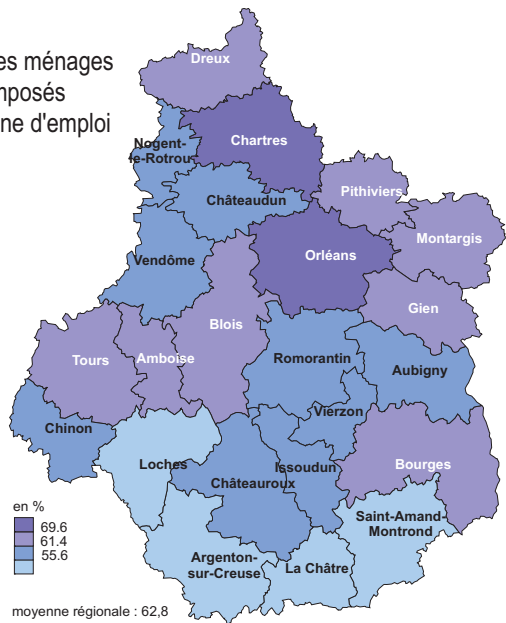 es ménages
mposés
ne d'emploi
Dreux
Chartres
Nogent-
le-Rotrou
Châteaudun
Pithiviers
Montargis
Orléans
Vendôme
Gien
Blois
Tours
Amboise
Romorantin
Aubigny
Chinon
Vierzon
Loches
Issoudun
Châteauroux
Bourges
Saint-Amand-
Montrond
Argenton-
sur-Creuse
La Châtre
en %
69.6
61.4
55.6
moyenne régionale : 62,8